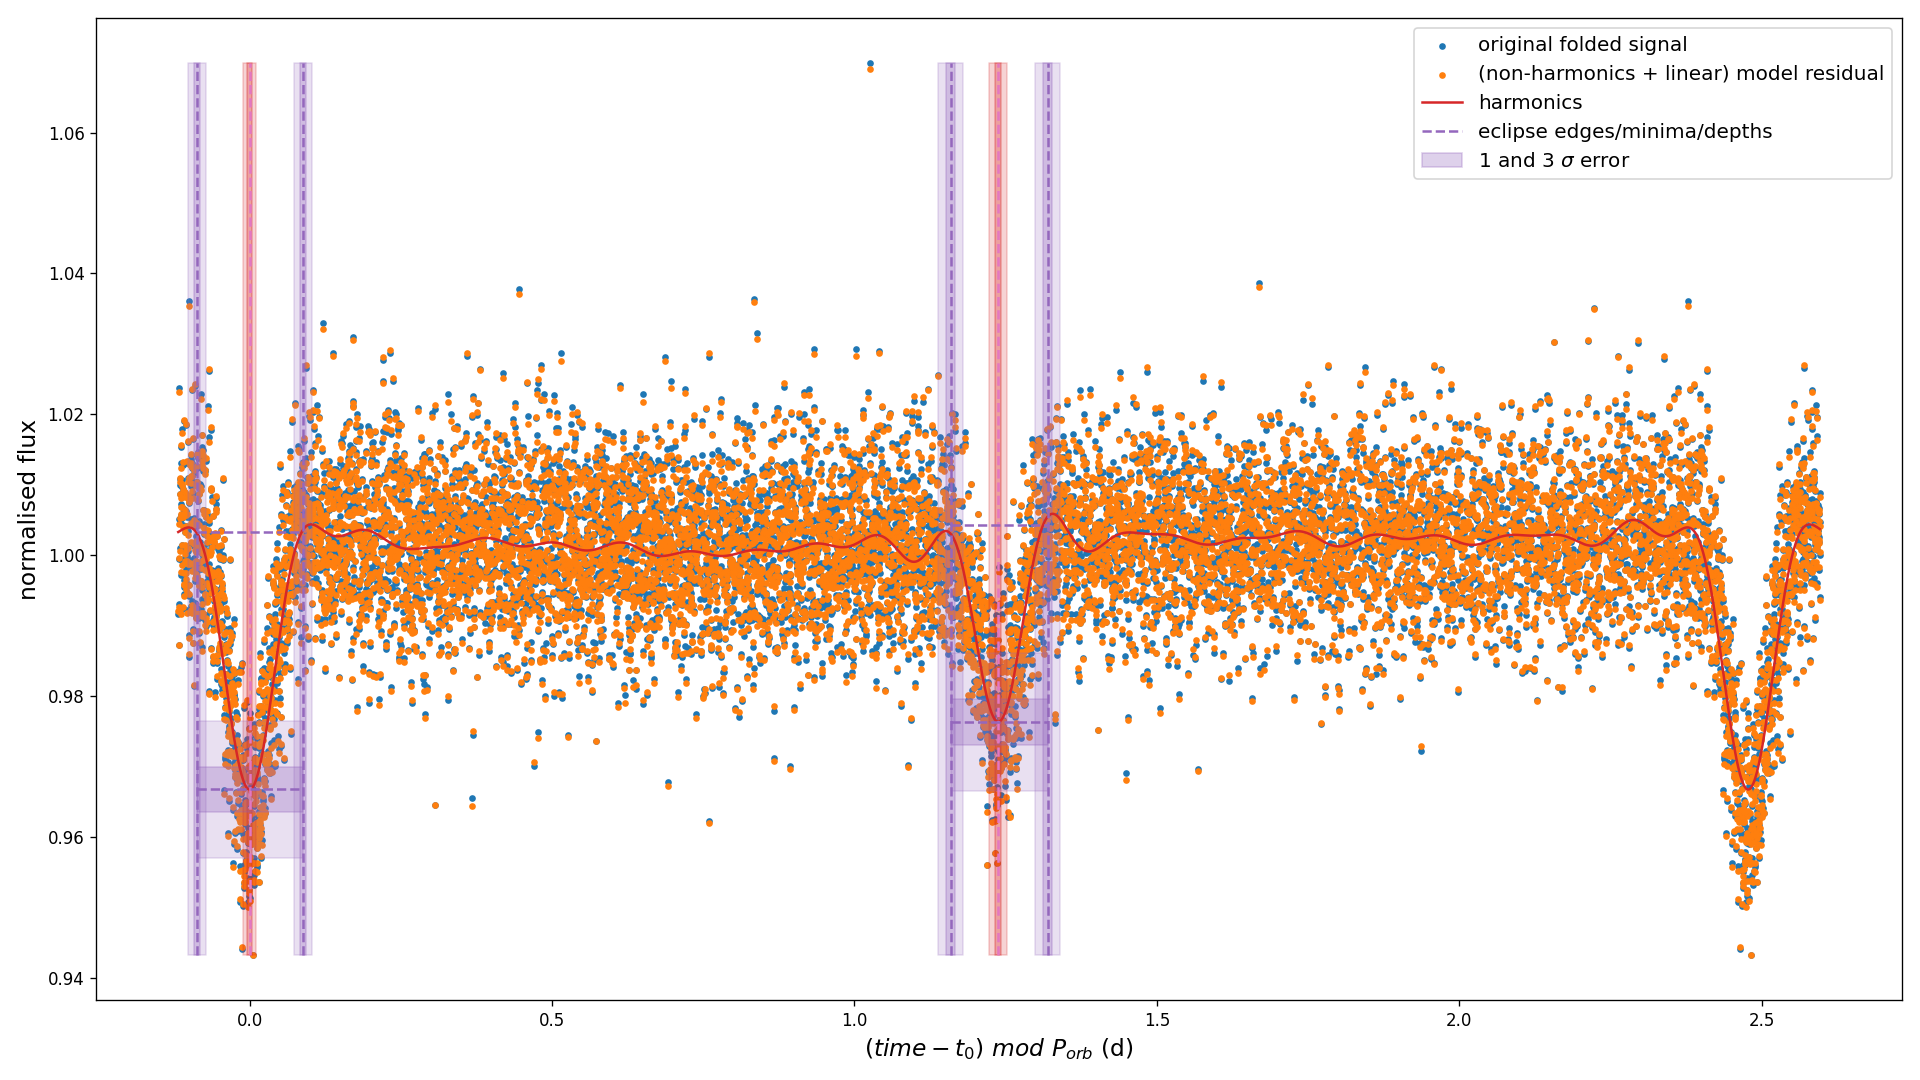 original folded signal
(non-harmonics + linear) model residual
harmonics
eclipse edges/minima/depths
1 and 3 σ error
normalised flux
1.06
1.04
1.02
1.00
0.98
0.96
0.94
0.0 0.5 1.0 1.5 2.0 2.5
(time − t₀) mod P_orb (d)